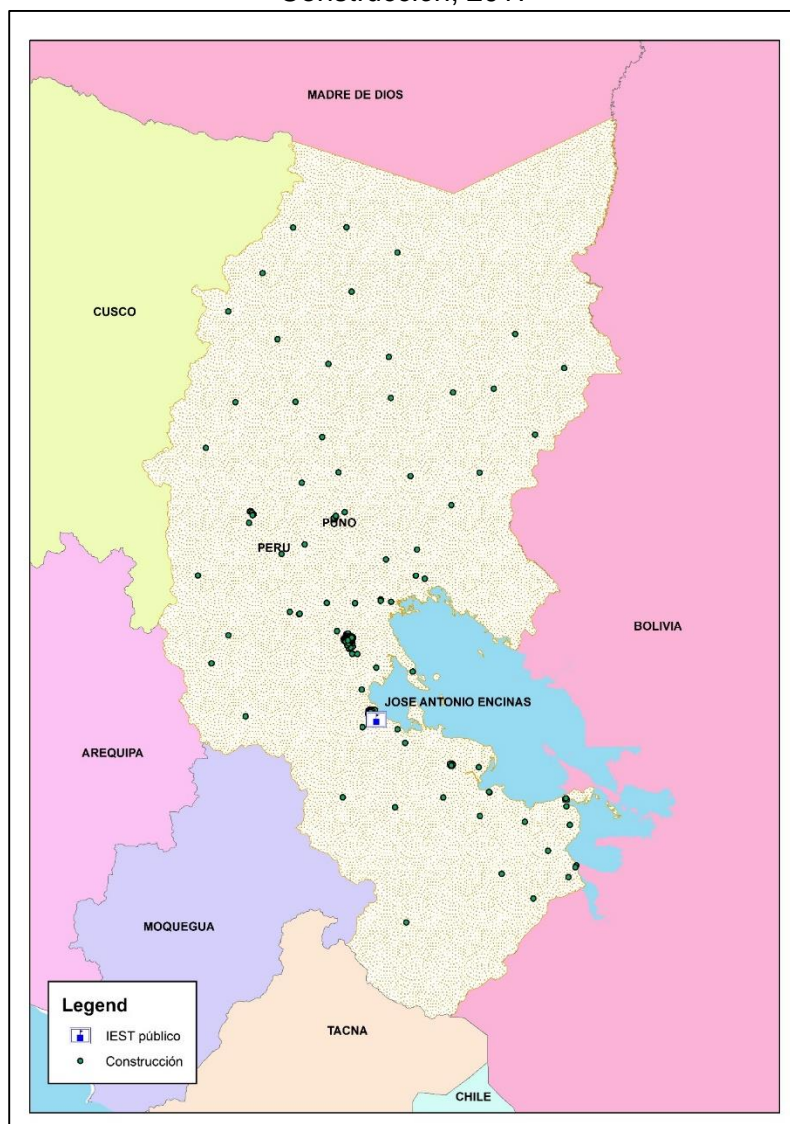 Construcción, 2017
MADRE DE DIOS
CUSCO
PUNO
PERU
BOLIVIA
JOSE ANTONIO ENCINAS
AREQUIPA
MOQUEGUA
Legend
IEST público
Construcción
TACNA
CHILE